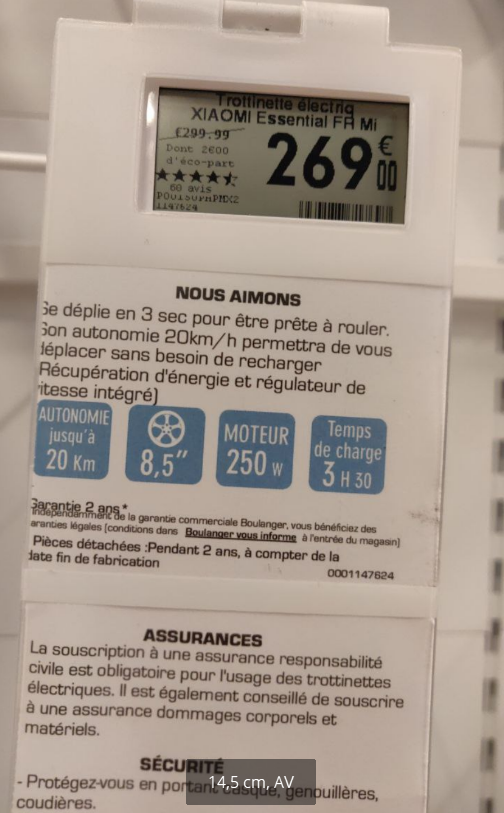 Trottinette électriq
XIAOMI Essential FR Mi
€299.99
Dont 2€00
d'éco-part
269€00
60 avis
1147624
NOUS AIMONS
Se déplie en 3 sec pour être prête à rouler.
Son autonomie 20km/h permettra de vous
déplacer sans besoin de recharger
Récupération d'énergie et régulateur de
itesse intégré)
AUTONOMIE
jusqu'à
20 Km
8,5"
MOTEUR
250 W
Temps
de charge
3 H 30
Garantie 2 ans*
Indépendamment de la garantie commerciale Boulanger, vous bénéficiez des
aranties légales (conditions dans Boulanger vous informe à l'entrée du magasin)
Pièces détachées :Pendant 2 ans, à compter de la
date fin de fabrication
0001147624
ASSURANCES
La souscription à une assurance responsabilité
civile est obligatoire pour l'usage des trottinettes
électriques. Il est également conseillé de souscrire
à une assurance dommages corporels et
matériels.
SÉCURITÉ
- Protégez-vous en portant casque, genouillères,
coudières.
14,5 cm, AV